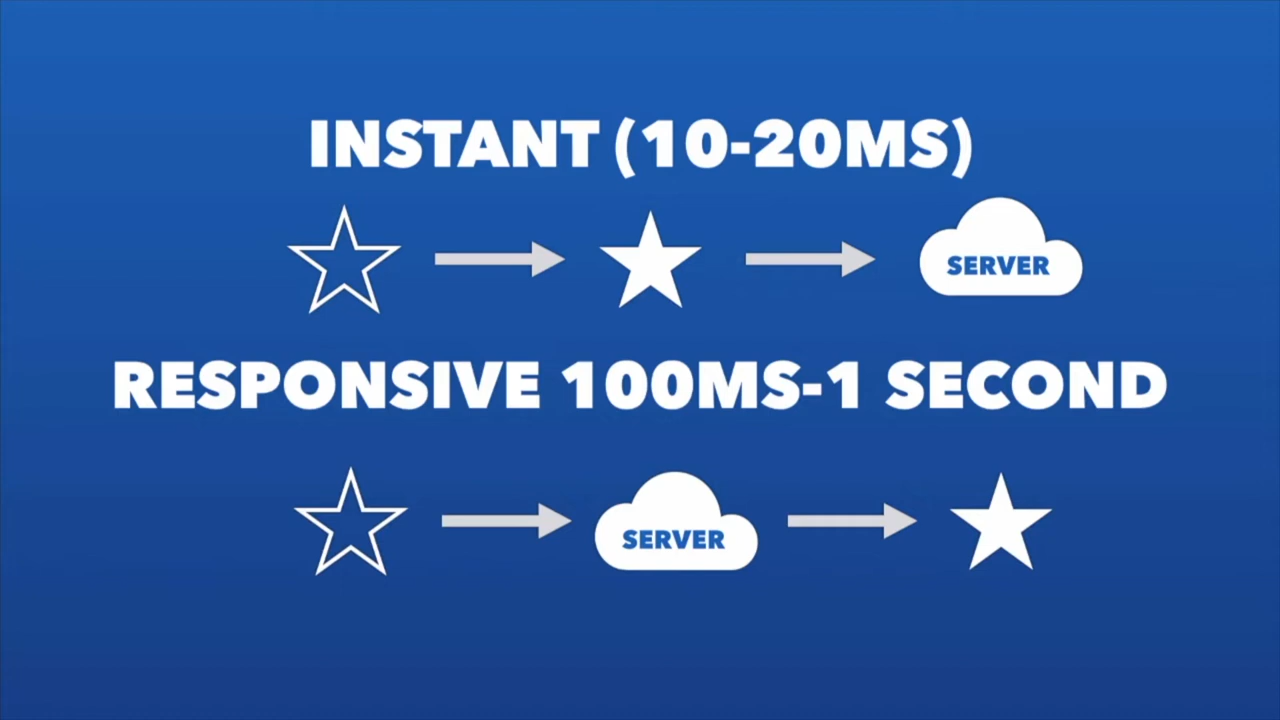 INSTANT (10-20MS)
SERVER
RESPONSIVE 100MS-1 SECOND
SERVER